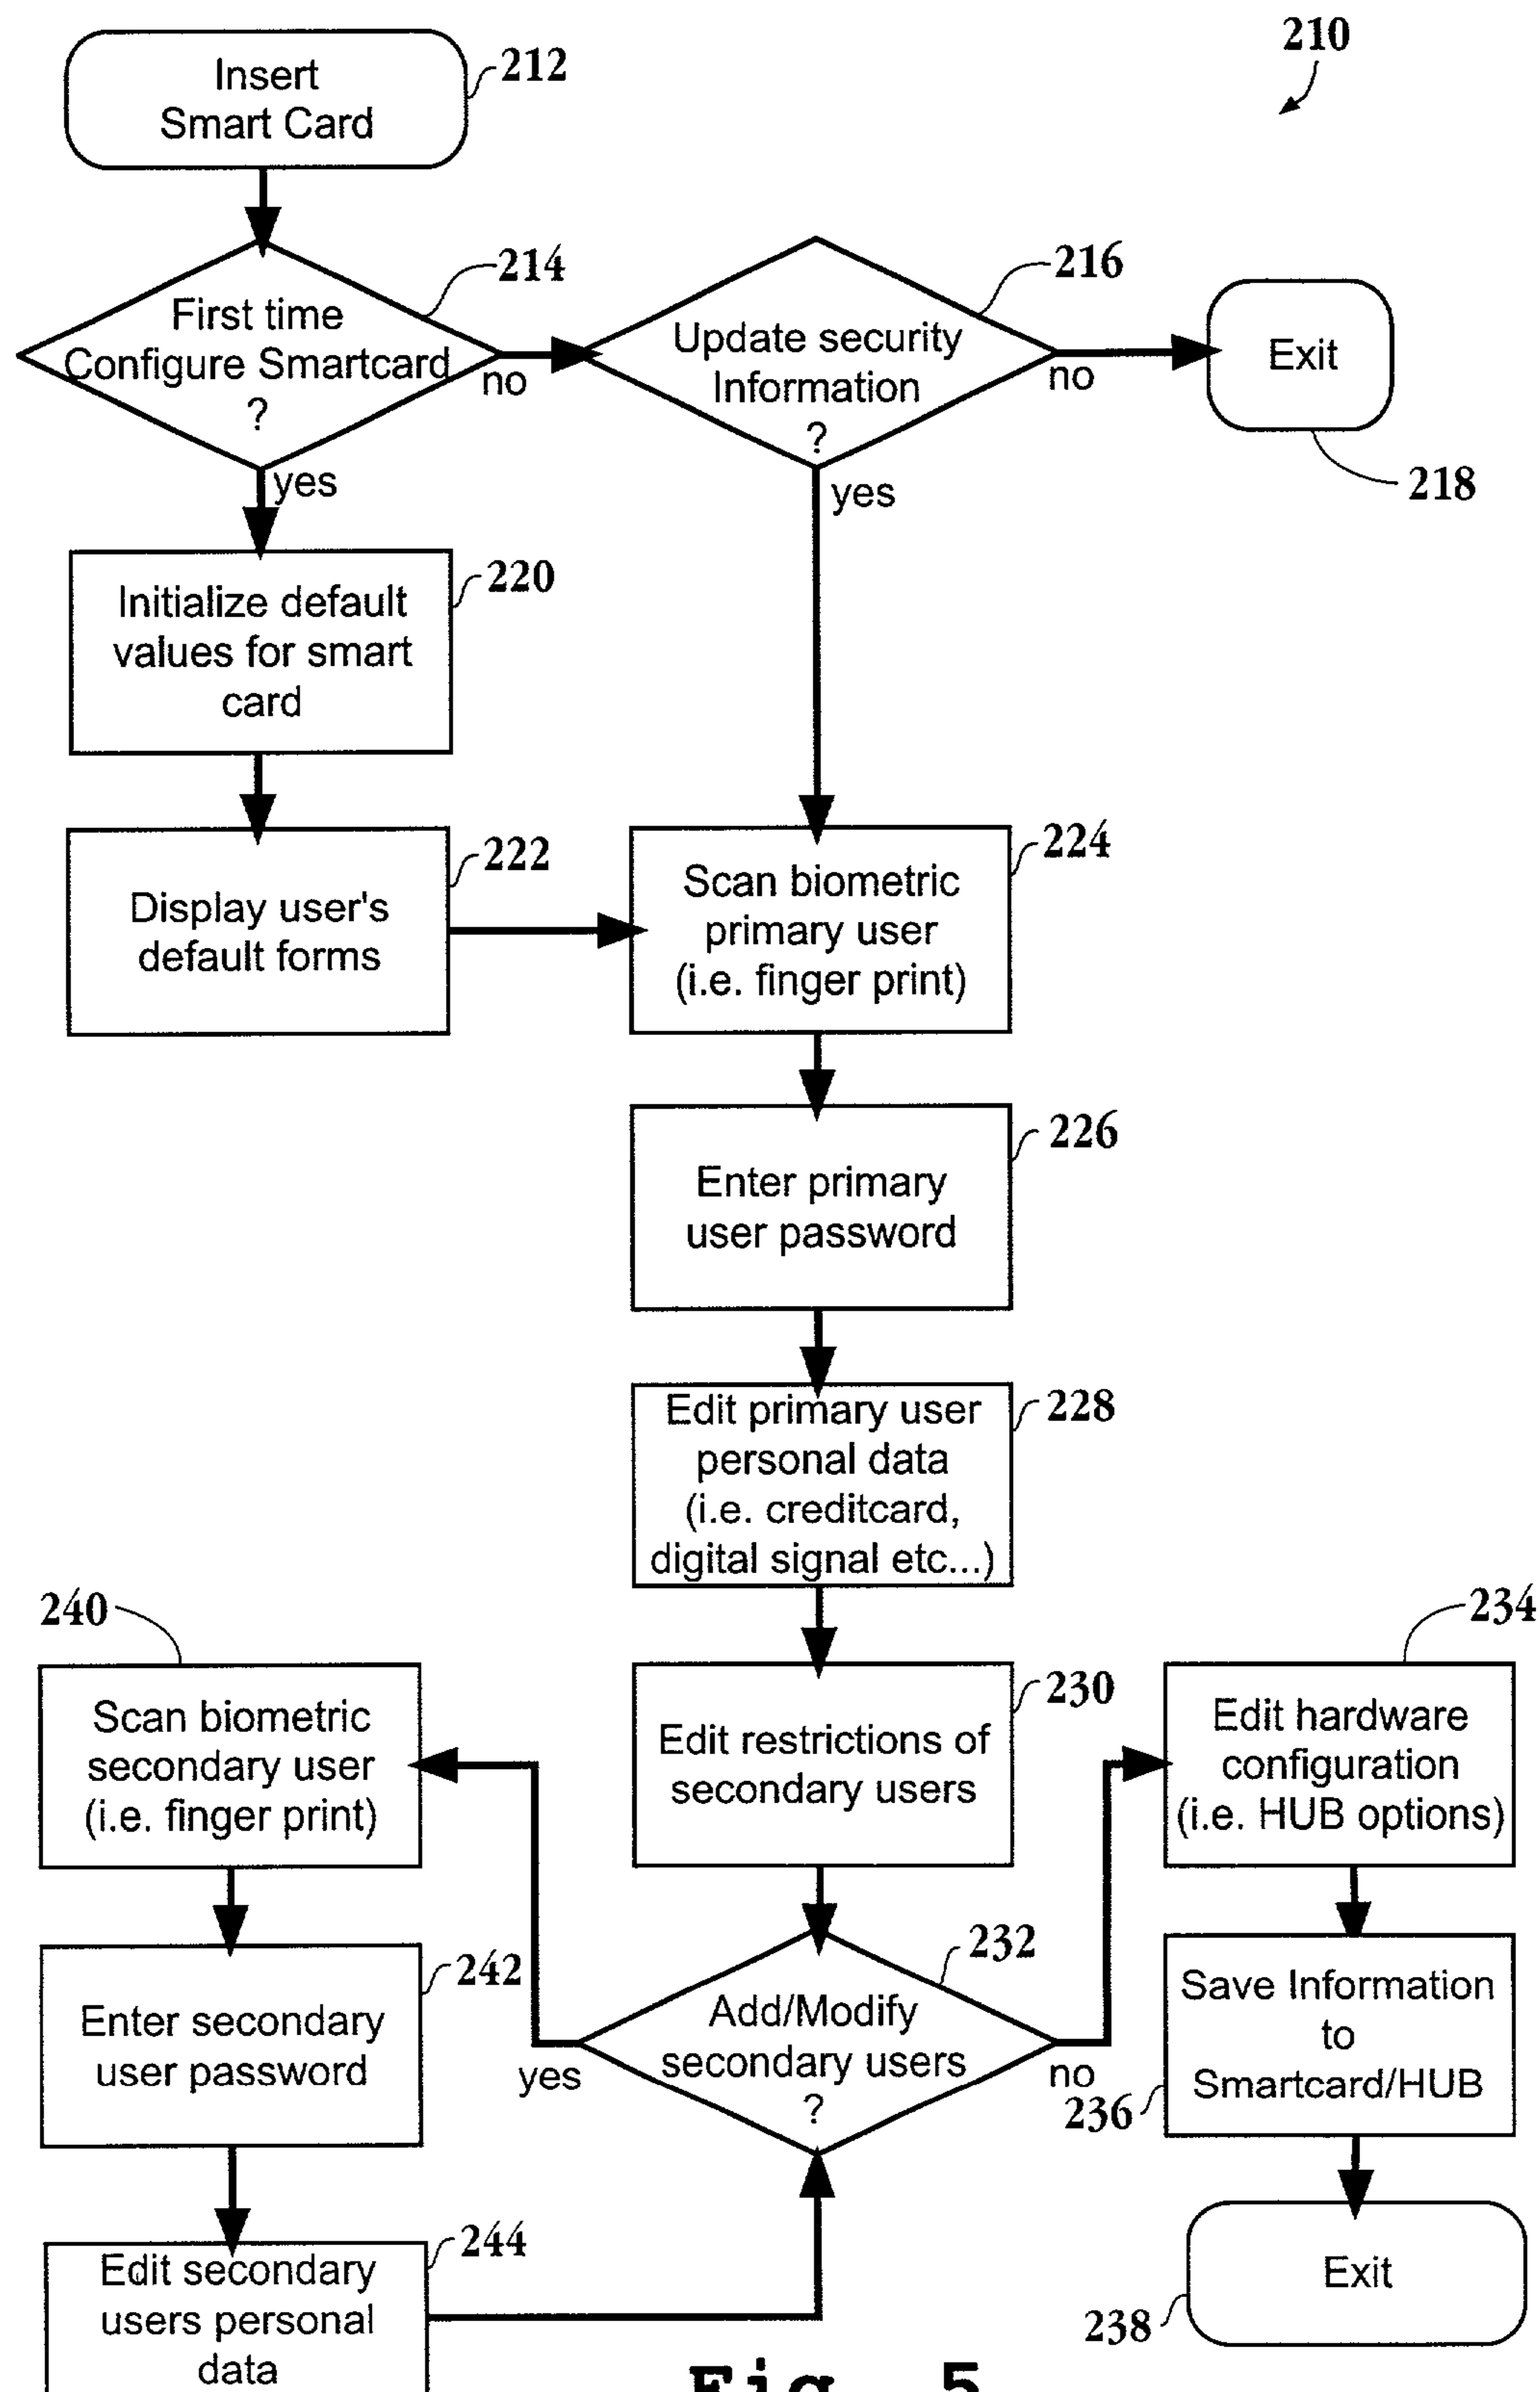 210
Insert
Smart Card
212
First time
Configure Smartcard
?
214
no
yes
Update security
Information
?
216
no
yes
Exit
218
Initialize default
values for smart
card
220
Display user's
default forms
222
Scan biometric
primary user
(i.e. finger print)
224
Enter primary
user password
226
Edit primary user
personal data
(i.e. creditcard,
digital signal etc...)
228
Edit restrictions of
secondary users
230
Add/Modify
secondary users
?
232
yes
no
Edit hardware
configuration
(i.e. HUB options)
234
Save Information
to
Smartcard/HUB
236
Exit
238
Scan biometric
secondary user
(i.e. finger print)
240
Enter secondary
user password
242
Edit secondary
users personal
data
244
Fig. 5